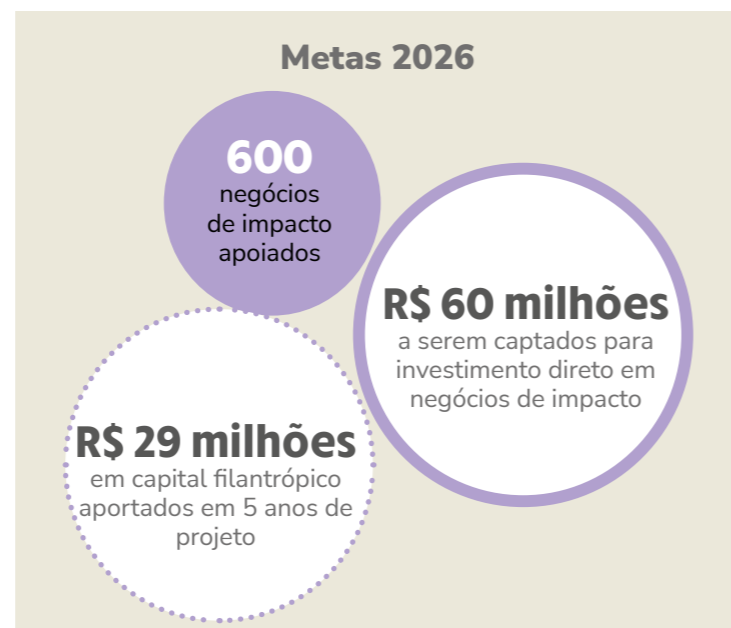 Metas 2026
600
negócios
de impacto
apoiados
R$ 60 milhões
a serem captados para
investimento direto em
negócios de impacto
R$ 29 milhões
em capital filantrópico
aportados em 5 anos de
projeto